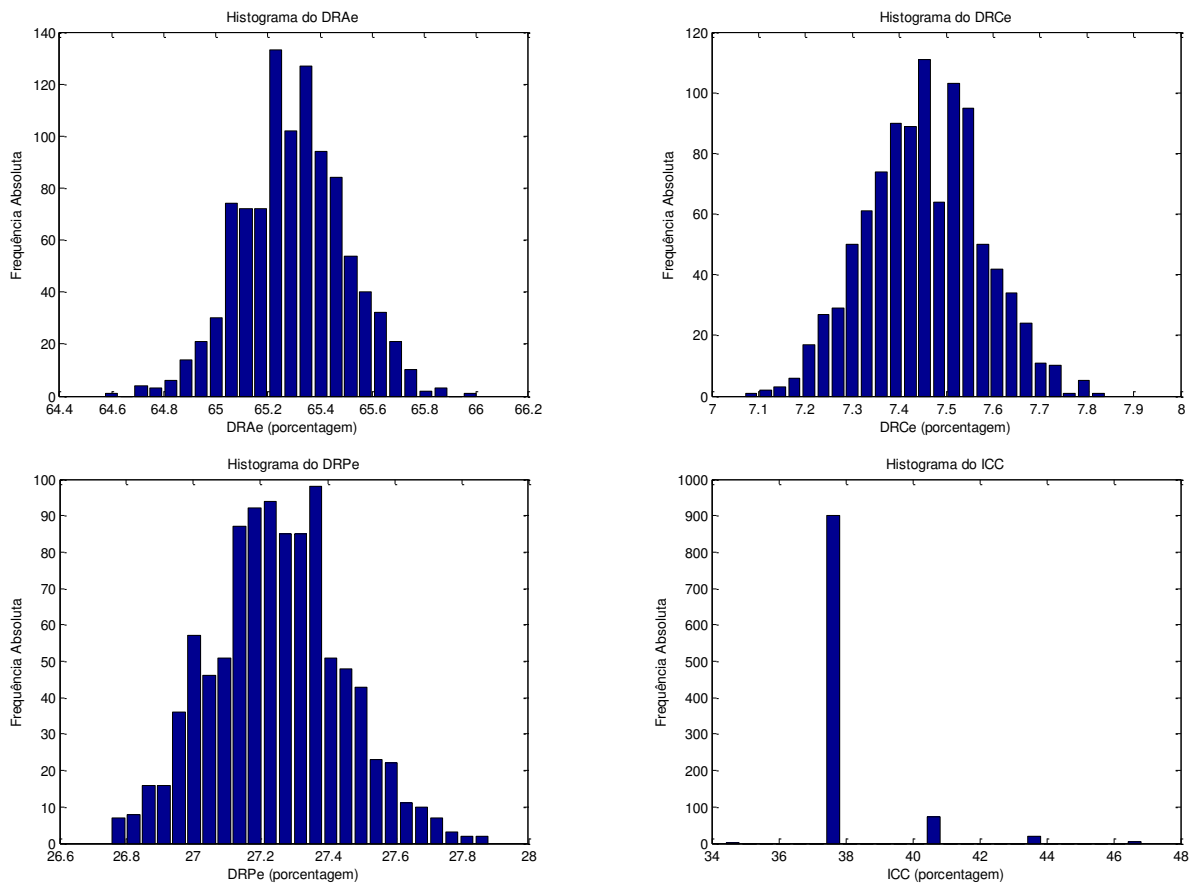 Histograma do DRAe
140
120
100
80
60
40
20
0
Frequência Absoluta
64.4 64.6 64.8 65 65.2 65.4 65.6 65.8 66 66.2
DRAe (porcentagem)
Histograma do DRCe
120
100
80
60
40
20
0
Frequência Absoluta
7 7.1 7.2 7.3 7.4 7.5 7.6 7.7 7.8 7.9 8
DRCe (porcentagem)
Histograma do DRPe
100
90
80
70
60
50
40
30
20
10
0
Frequência Absoluta
26.6 26.8 27 27.2 27.4 27.6 27.8 28
DRPe (porcentagem)
Histograma do ICC
1000
900
800
700
600
500
400
300
200
100
0
Frequência Absoluta
34 36 38 40 42 44 46 48
ICC (porcentagem)